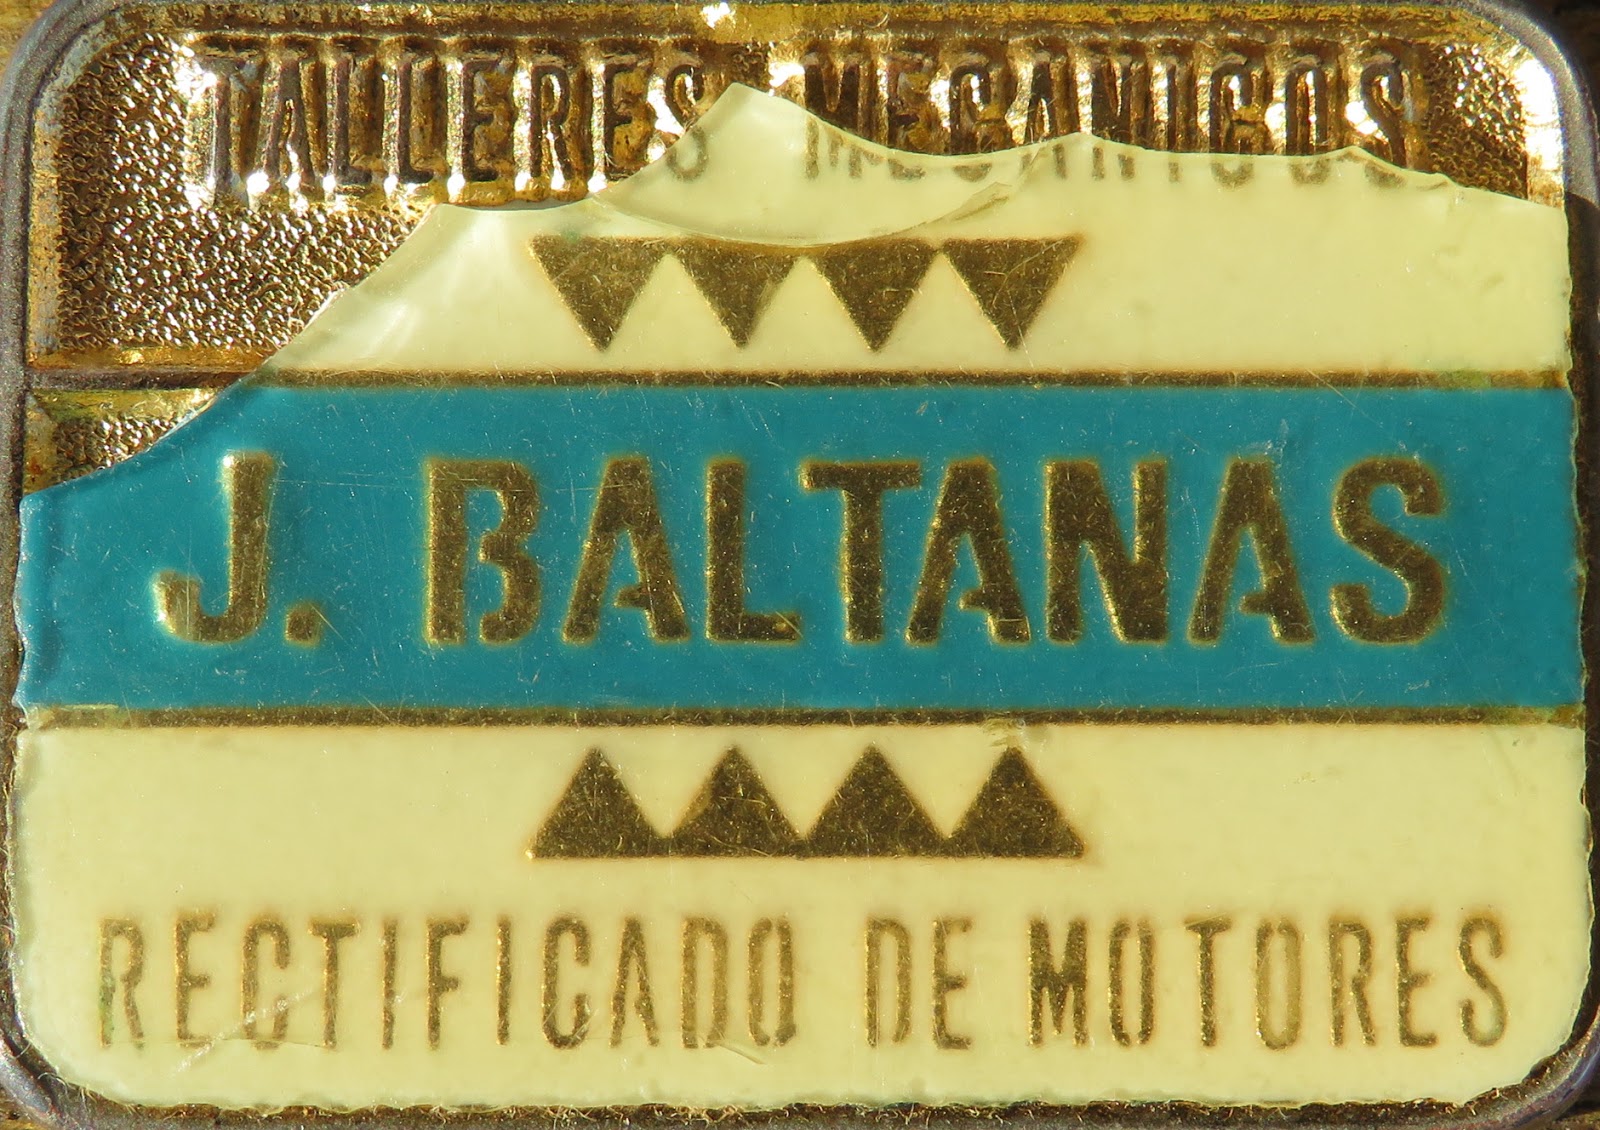 TALLERES MECANICOS
J. BALTANAS
RECTIFICADO DE MOTORES